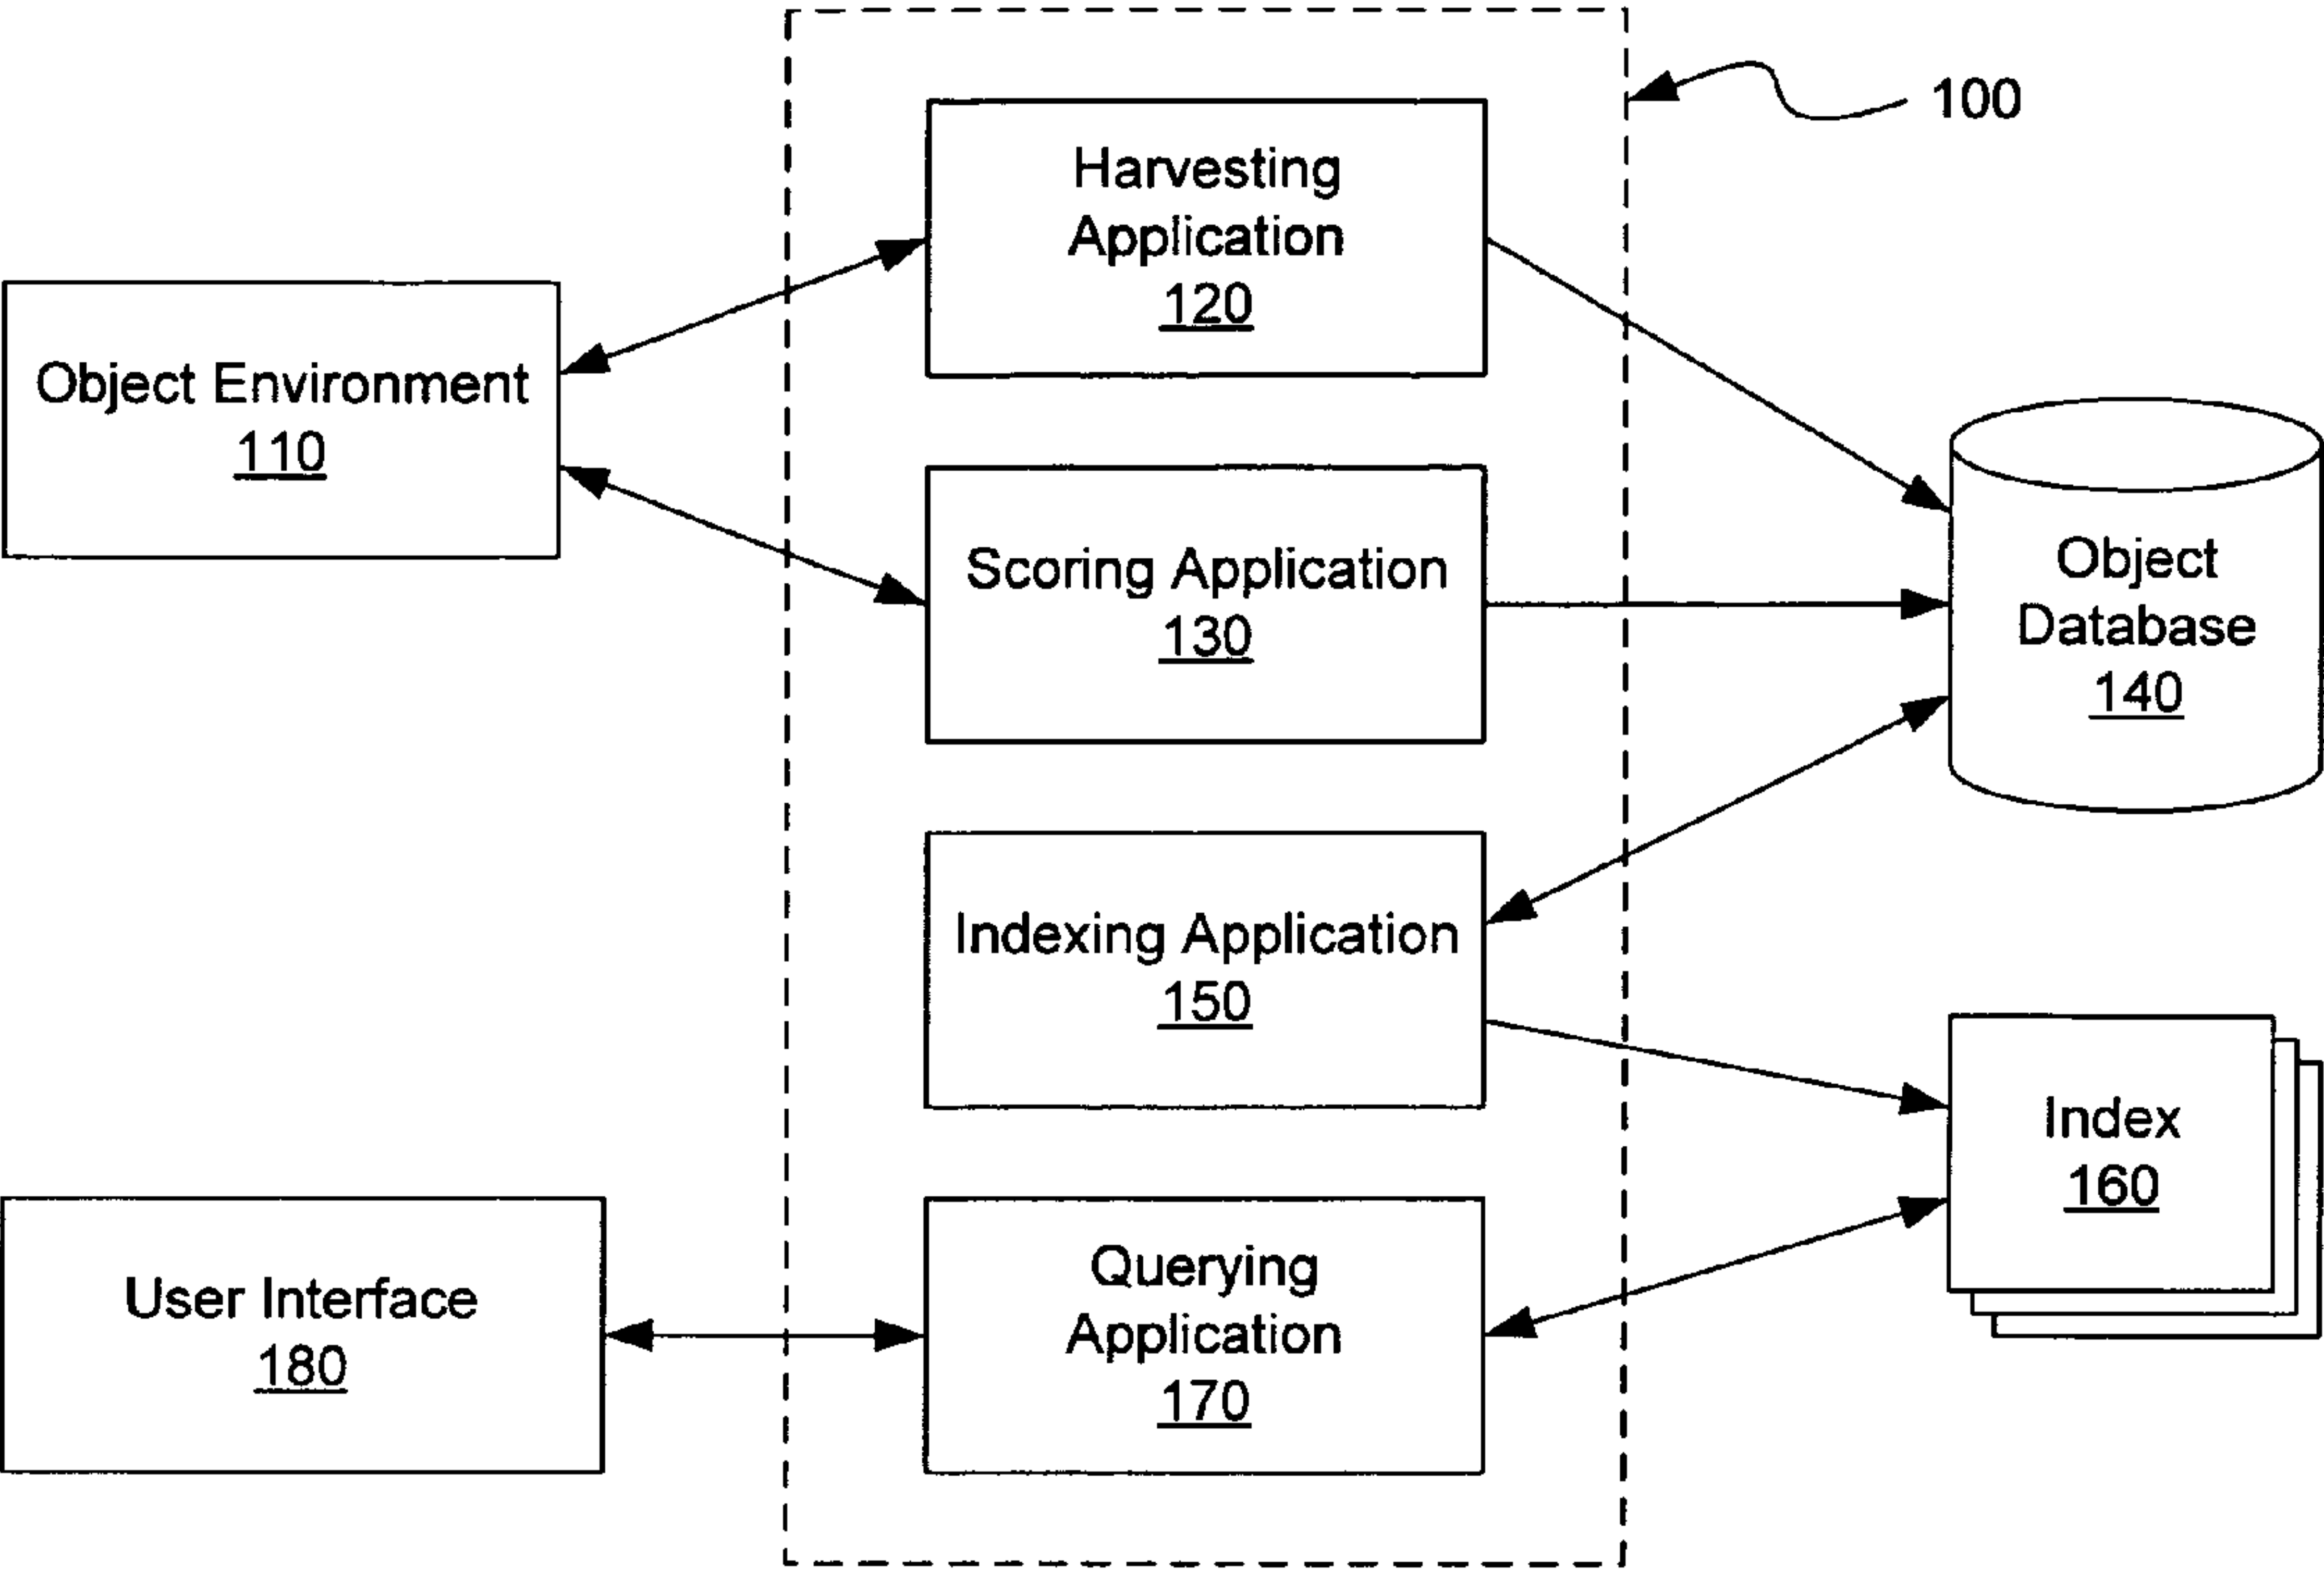 100
Harvesting
Application
120
Object Environment
110
Scoring Application
130
Object
Database
140
Indexing Application
150
Index
160
User Interface
180
Querying
Application
170